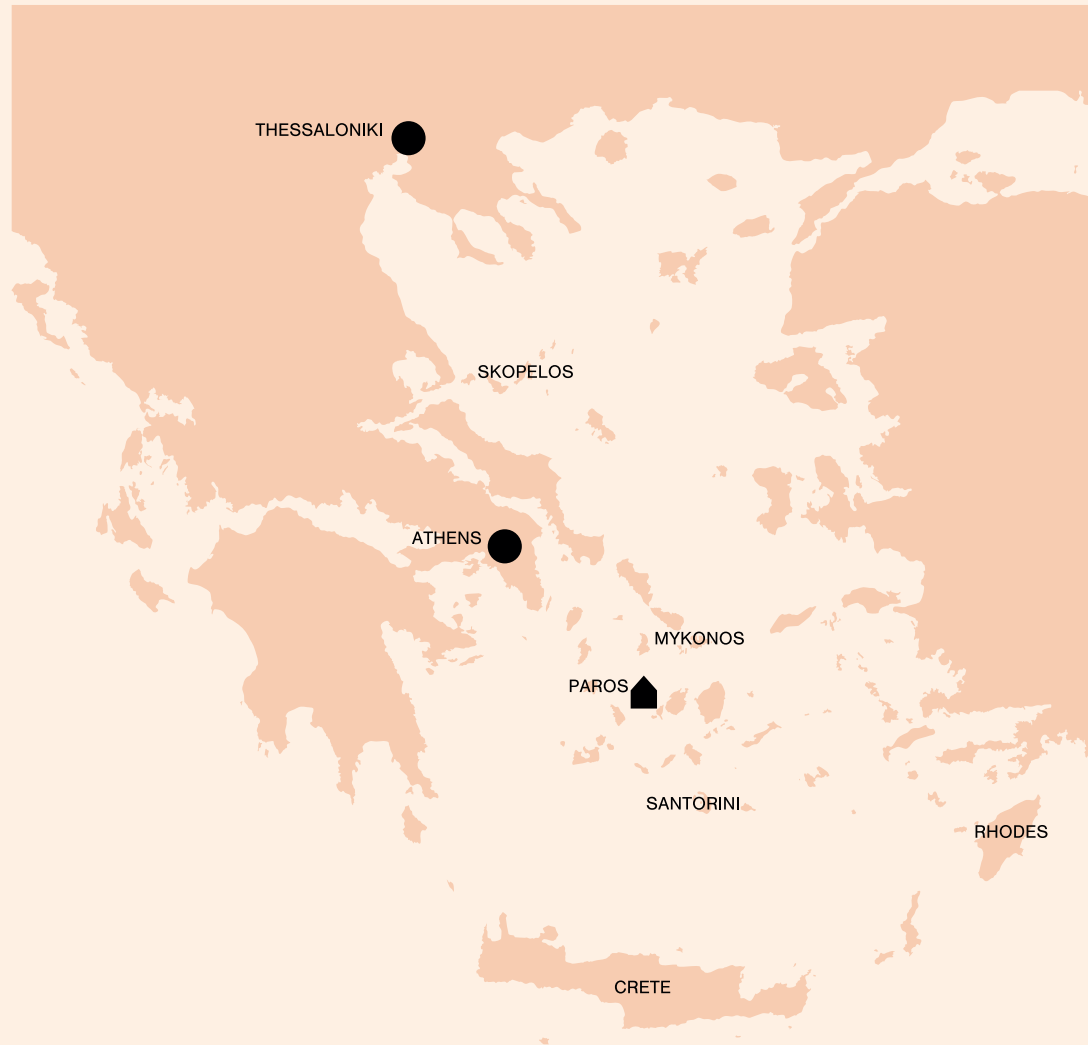 THESSALONIKI
SKOPELOS
ATHENS
MYKONOS
PAROS
SANTORINI
RHODES
CRETE